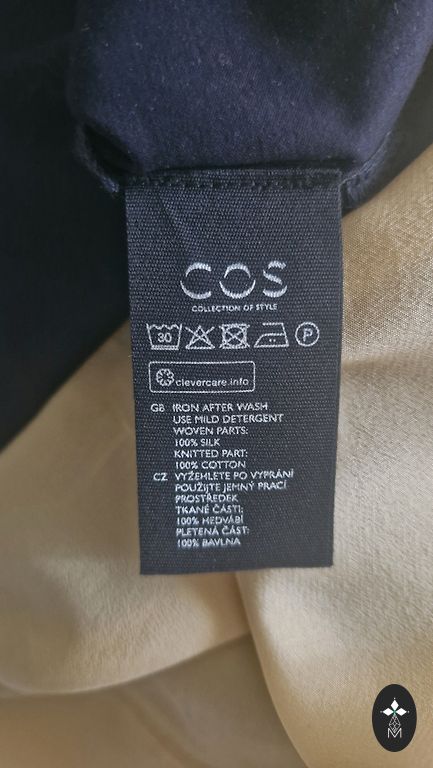 COS
COLLECTION OF STYLE
30 P
clevercare.info
GB IRON AFTER WASH
USE MILD DETERGENT
WOVEN PARTS:
100% SILK
KNITTED PART:
100% COTTON
CZ VYŽEHLETE PO VYPRÁNÍ
POUŽIJTE JEMNÝ PRACÍ
PROSTŘEDEK
TKANÉ ČÁSTI:
100% HEDVÁBÍ
PLETENÁ ČÁST:
100% BAVLNA
M